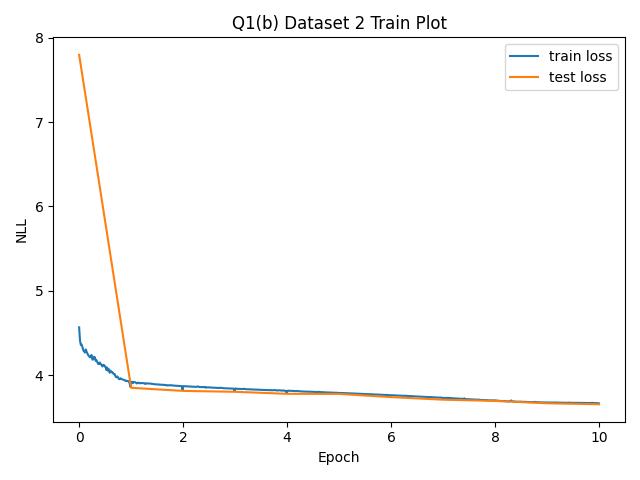 Q1(b) Dataset 2 Train Plot
train loss
test loss
NLL
8
7
6
5
4
0 2 4 6 8 10
Epoch